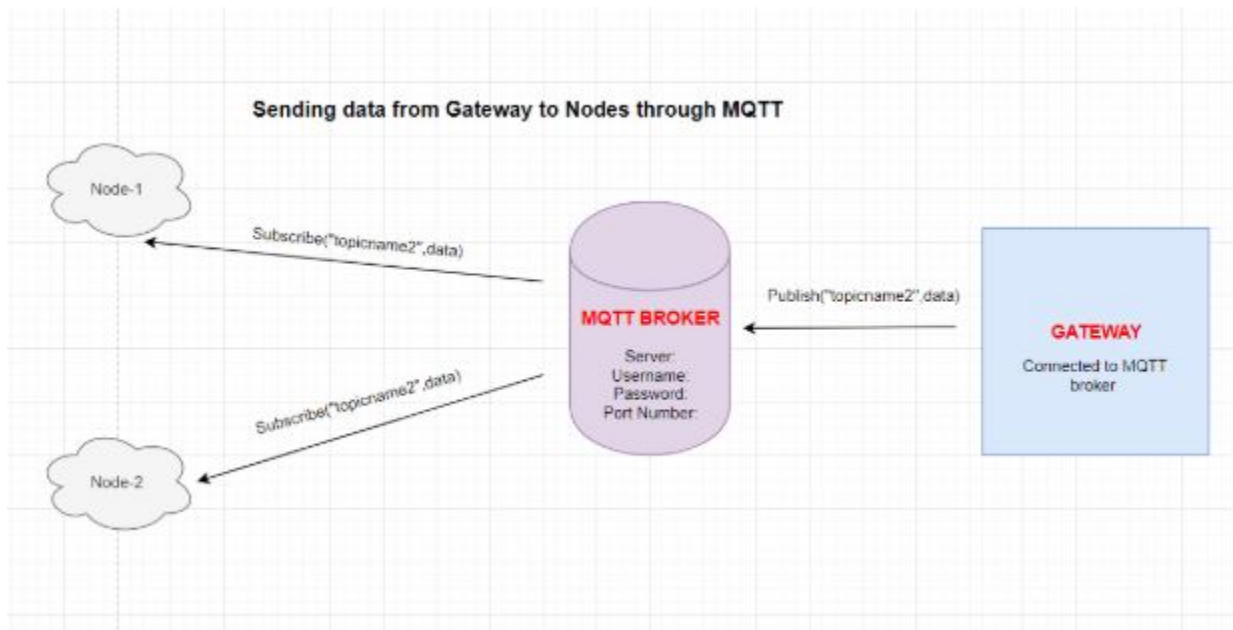 Sending data from Gateway to Nodes through MQTT
Node-1
Subscribe("topicname2",data)
Publish("topicname2",data)
MQTT BROKER
Server:
Username:
Password:
Port Number:
GATEWAY
Connected to MQTT
broker
Subscribe("topicname2",data)
Node-2